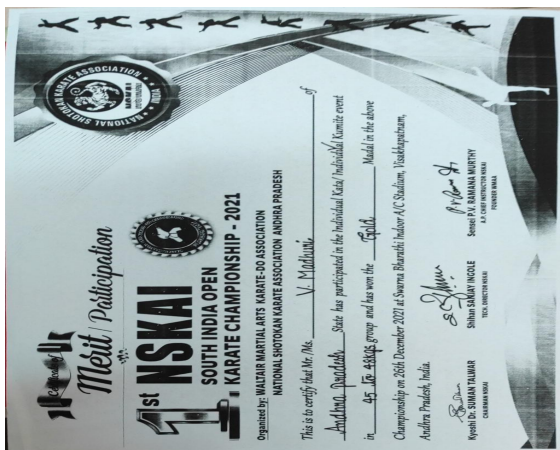 NATIONAL SHOTOKAN KARATE ASSOCIATION
INDIA
Certificate of
Merit / Participation
1st NSKAI
SOUTH INDIA OPEN
KARATE CHAMPIONSHIP - 2021
Organized by: WALTAIR MARTIAL ARTS KARATE-DO ASSOCIATION
NATIONAL SHOTOKAN KARATE ASSOCIATION ANDHRA PRADESH
This is to certify that Mr./Ms. V. Madhuri of
Andhra pradesh State has participated in the Individual Kata/ Individual Kumite event
in 45 to 48kgs group and has won the Gold Madal in the above
Championship on 26th December 2021 at Swarna Bharathi Indoor A/C Stadium, Visakhapatnam,
Andhra Pradesh, India.
Kyoshi Dr. SUMAN TALWAR
CHAIRMAN NSKAI
Shihan SANJAY INGOLE
TECH. DIRECTOR NSKAI
Sensei P.V. RAMANA MURTHY
A.P. CHIEF INSTRUCTOR NSKAI
FOUNDER WMAA